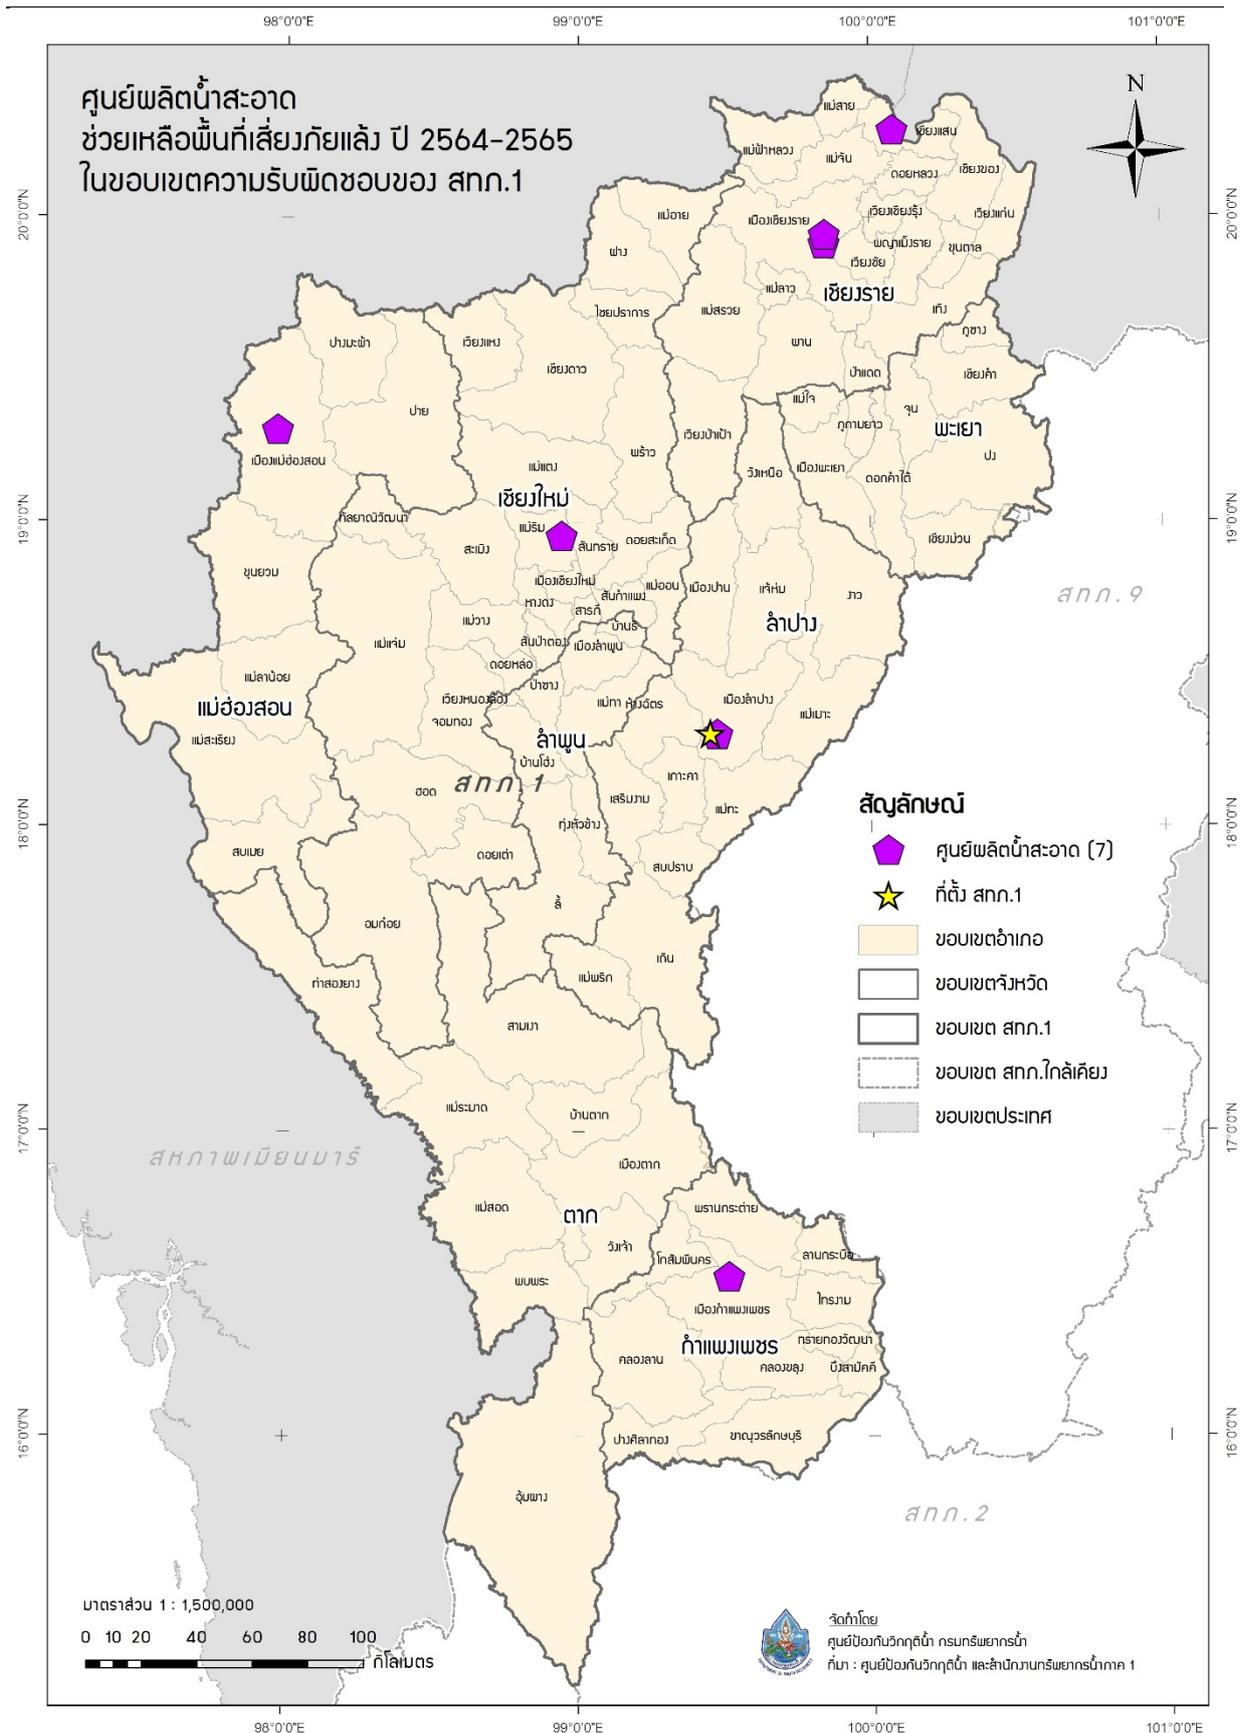 98°0'0"E 99°0'0"E 100°0'0"E 101°0'0"E
ศูนย์ผลิตน้ำสะอาด
ช่วยเหลือพื้นที่เสี่ยงภัยแล้ง ปี 2564-2565
ในขอบเขตความรับผิดชอบของ สทภ.1
N
แม่สาย
เชียงแสน
แม่ฟ้าหลวง
แม่จัน
ดอยหลวง
เชียงของ
แม่อาย
เมืองเชียงราย
เวียงเชียงรุ้ง
เวียงแก่น
20°0'0"N
20°0'0"N
ฝาง
พญาเม็งราย
ขุนตาล
เวียงชัย
แม่ลาว
เชียงราย
ไชยปราการ
แม่สรวย
เทิง
ภูซาง
ปางมะผ้า
เวียงแหง
พาน
เชียงดาว
ป่าแดด
เชียงคำ
ปาย
แม่ใจ
จุน
ภูกามยาว
พะเยา
เวียงป่าเป้า
พร้าว
ปง
เมืองแม่ฮ่องสอน
แม่แตง
วังเหนือ
เมืองพะเยา
ดอกคำใต้
เชียงใหม่
19°0'0"N
19°0'0"N
กัลยาณิวัฒนา
แม่ริม
สันทราย
ดอยสะเก็ด
เชียงม่วน
สะเมิง
ขุนยวม
เมืองเชียงใหม่
แม่ออน
เมืองปาน
แจ้ห่ม
งาว
สทภ.9
หางดง
สารภี
สันกำแพง
แม่วาง
บ้านธิ
ลำปาง
แม่แจ่ม
สันป่าตอง
เมืองลำพูน
ดอยหล่อ
แม่ลาน้อย
ป่าซาง
เวียงหนองล่อง
แม่ทา
ห้างฉัตร
เมืองลำปาง
แม่เมาะ
แม่ฮ่องสอน
จอมทอง
แม่สะเรียง
ลำพูน
บ้านโฮ่ง
เกาะคา
ฮอด
สทภ.1
เสริมงาม
แม่ทะ
สัญลักษณ์
18°0'0"N
18°0'0"N
ทุ่งหัวช้าง
สบเมย
ดอยเต่า
สบปราบ
ศูนย์ผลิตน้ำสะอาด (7)
ที่ตั้ง สทภ.1
ลี้
อมก๋อย
ขอบเขตอำเภอ
เถิน
แม่พริก
ท่าสองยาง
ขอบเขตจังหวัด
สามเงา
ขอบเขต สทภ.1
ขอบเขต สทภ.ใกล้เคียง
ขอบเขตประเทศ
แม่ระมาด
บ้านตาก
17°0'0"N
17°0'0"N
สหภาพเมียนมาร์
เมืองตาก
แม่สอด
ตาก
พรานกระต่าย
วังเจ้า
โกสัมพีนคร
ลานกระบือ
พบพระ
เมืองกำแพงเพชร
ไทรงาม
กำแพงเพชร
ทรายทองวัฒนา
คลองลาน
คลองขลุง
บึงสามัคคี
16°0'0"N
16°0'0"N
ปางศิลาทอง
ขาณุวรลักษบุรี
อุ้มผาง
สทภ.2
มาตราส่วน 1 : 1,500,000
0 10 20 40 60 80 100
กิโลเมตร
จัดทำโดย
ศูนย์ป้องกันวิกฤติน้ำ กรมทรัพยากรน้ำ
ที่มา : ศูนย์ป้องกันวิกฤติน้ำ และสำนักงานทรัพยากรน้ำภาค 1
98°0'0"E 99°0'0"E 100°0'0"E 101°0'0"E